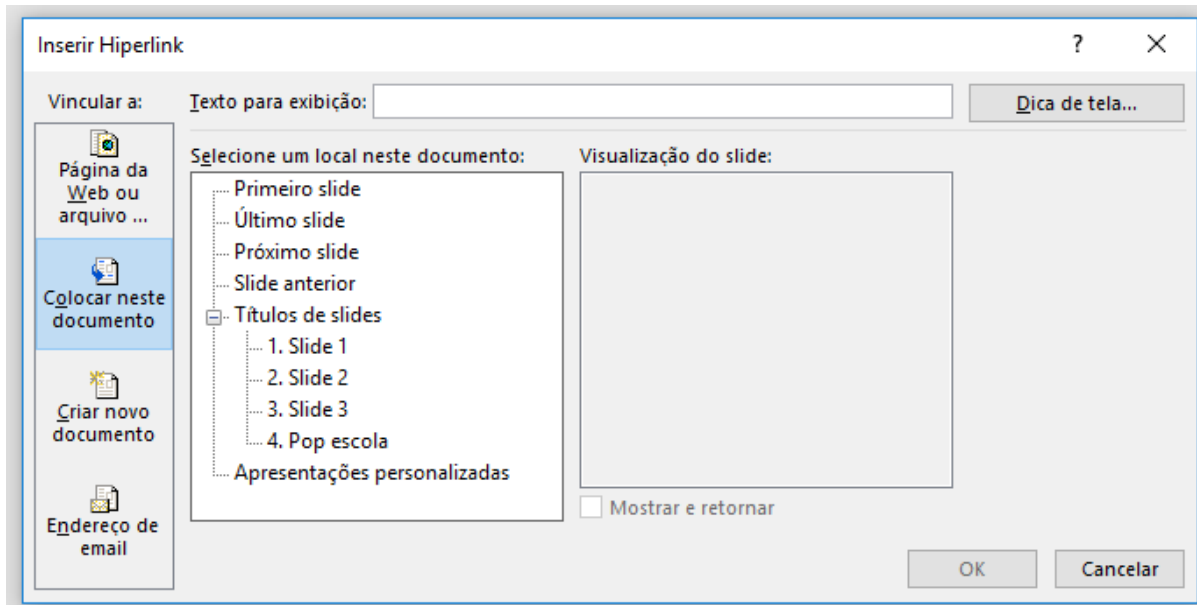 Inserir Hiperlink
?
Vincular a:
Texto para exibição:
Dica de tela...
Página da
Web ou
arquivo ...
Colocar neste
documento
Criar novo
documento
Endereço de
email
Selecione um local neste documento:
Primeiro slide
Último slide
Próximo slide
Slide anterior
Títulos de slides
1. Slide 1
2. Slide 2
3. Slide 3
4. Pop escola
Apresentações personalizadas
Visualização do slide:
Mostrar e retornar
OK
Cancelar